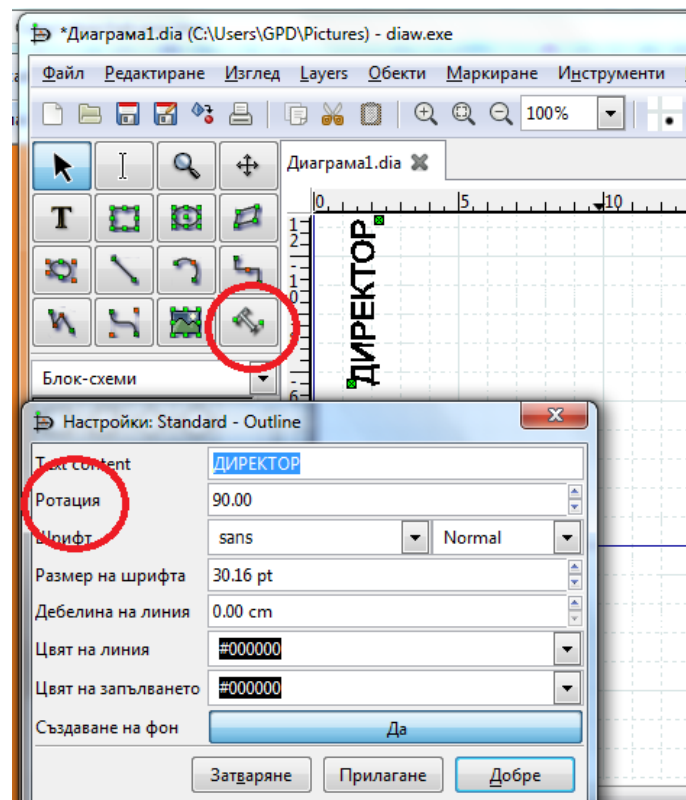 *Диаграма1.dia (C:\Users\GPD\Pictures) - diaw.exe
Файл Редактиране Изглед Layers Обекти Маркиране Инструменти
100%
Диаграма1.dia
0 5 10
T
ДИРЕКТОР
Блок-схеми
Настройки: Standard - Outline
Text content ДИРЕКТОР
Ротация 90.00
Шрифт sans Normal
Размер на шрифта 30.16 pt
Дебелина на линия 0.00 cm
Цвят на линия #000000
Цвят на запълването #000000
Създаване на фон Да
Затваряне Прилагане Добре